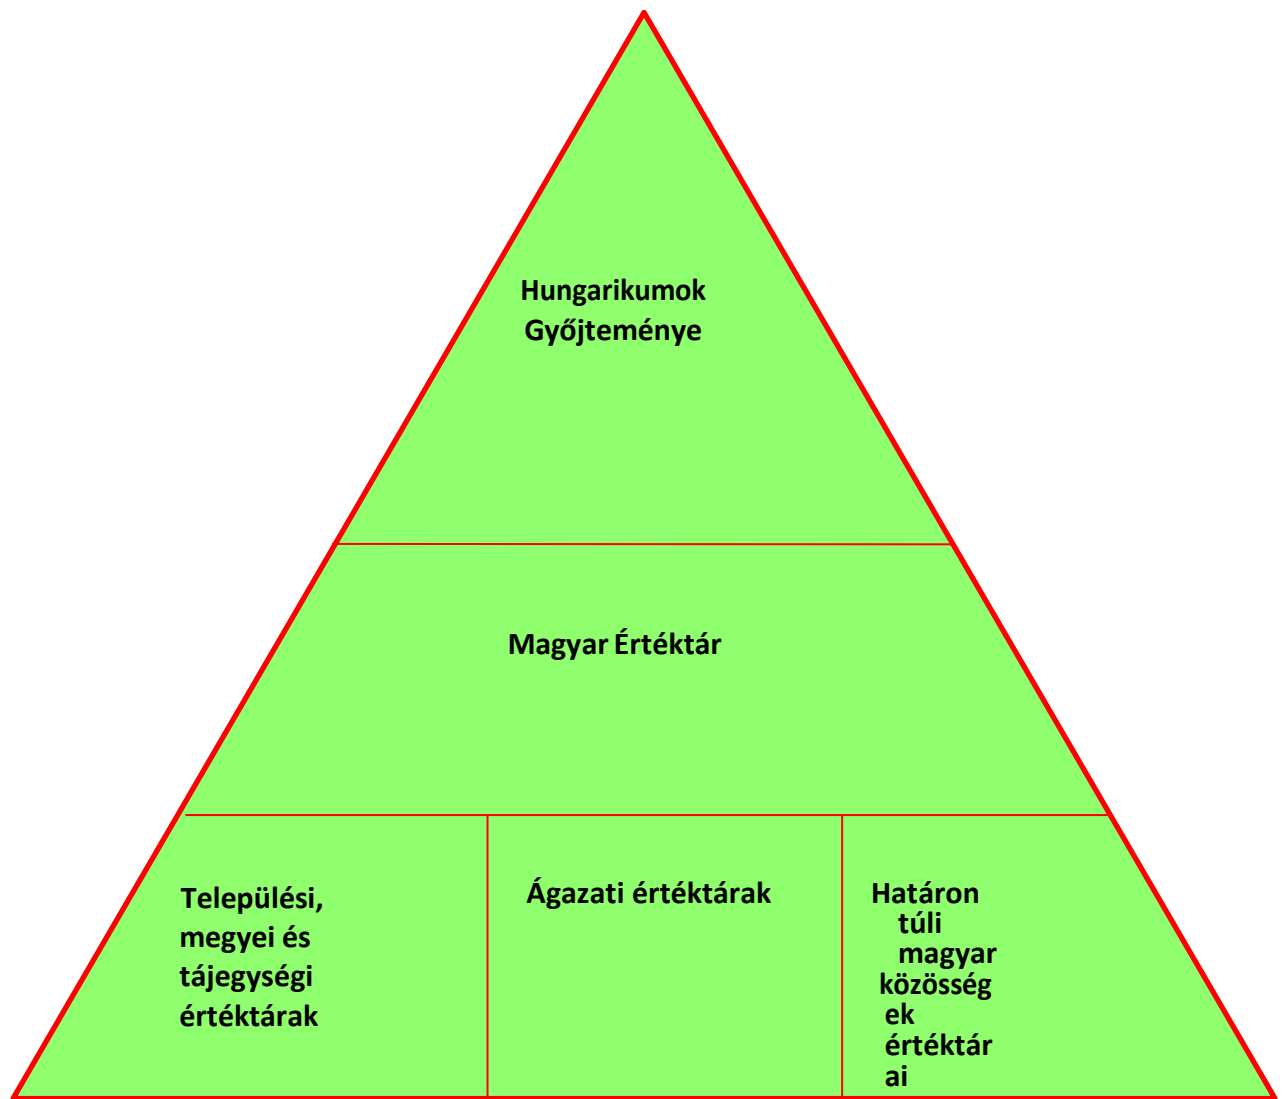 Hungarikumok
Győjteménye
Magyar Értéktár
Települési,
megyei és
tájegységi
értéktárak
Ágazati értéktárak
Határon
túli
magyar
közösség
ek
értéktár
ai